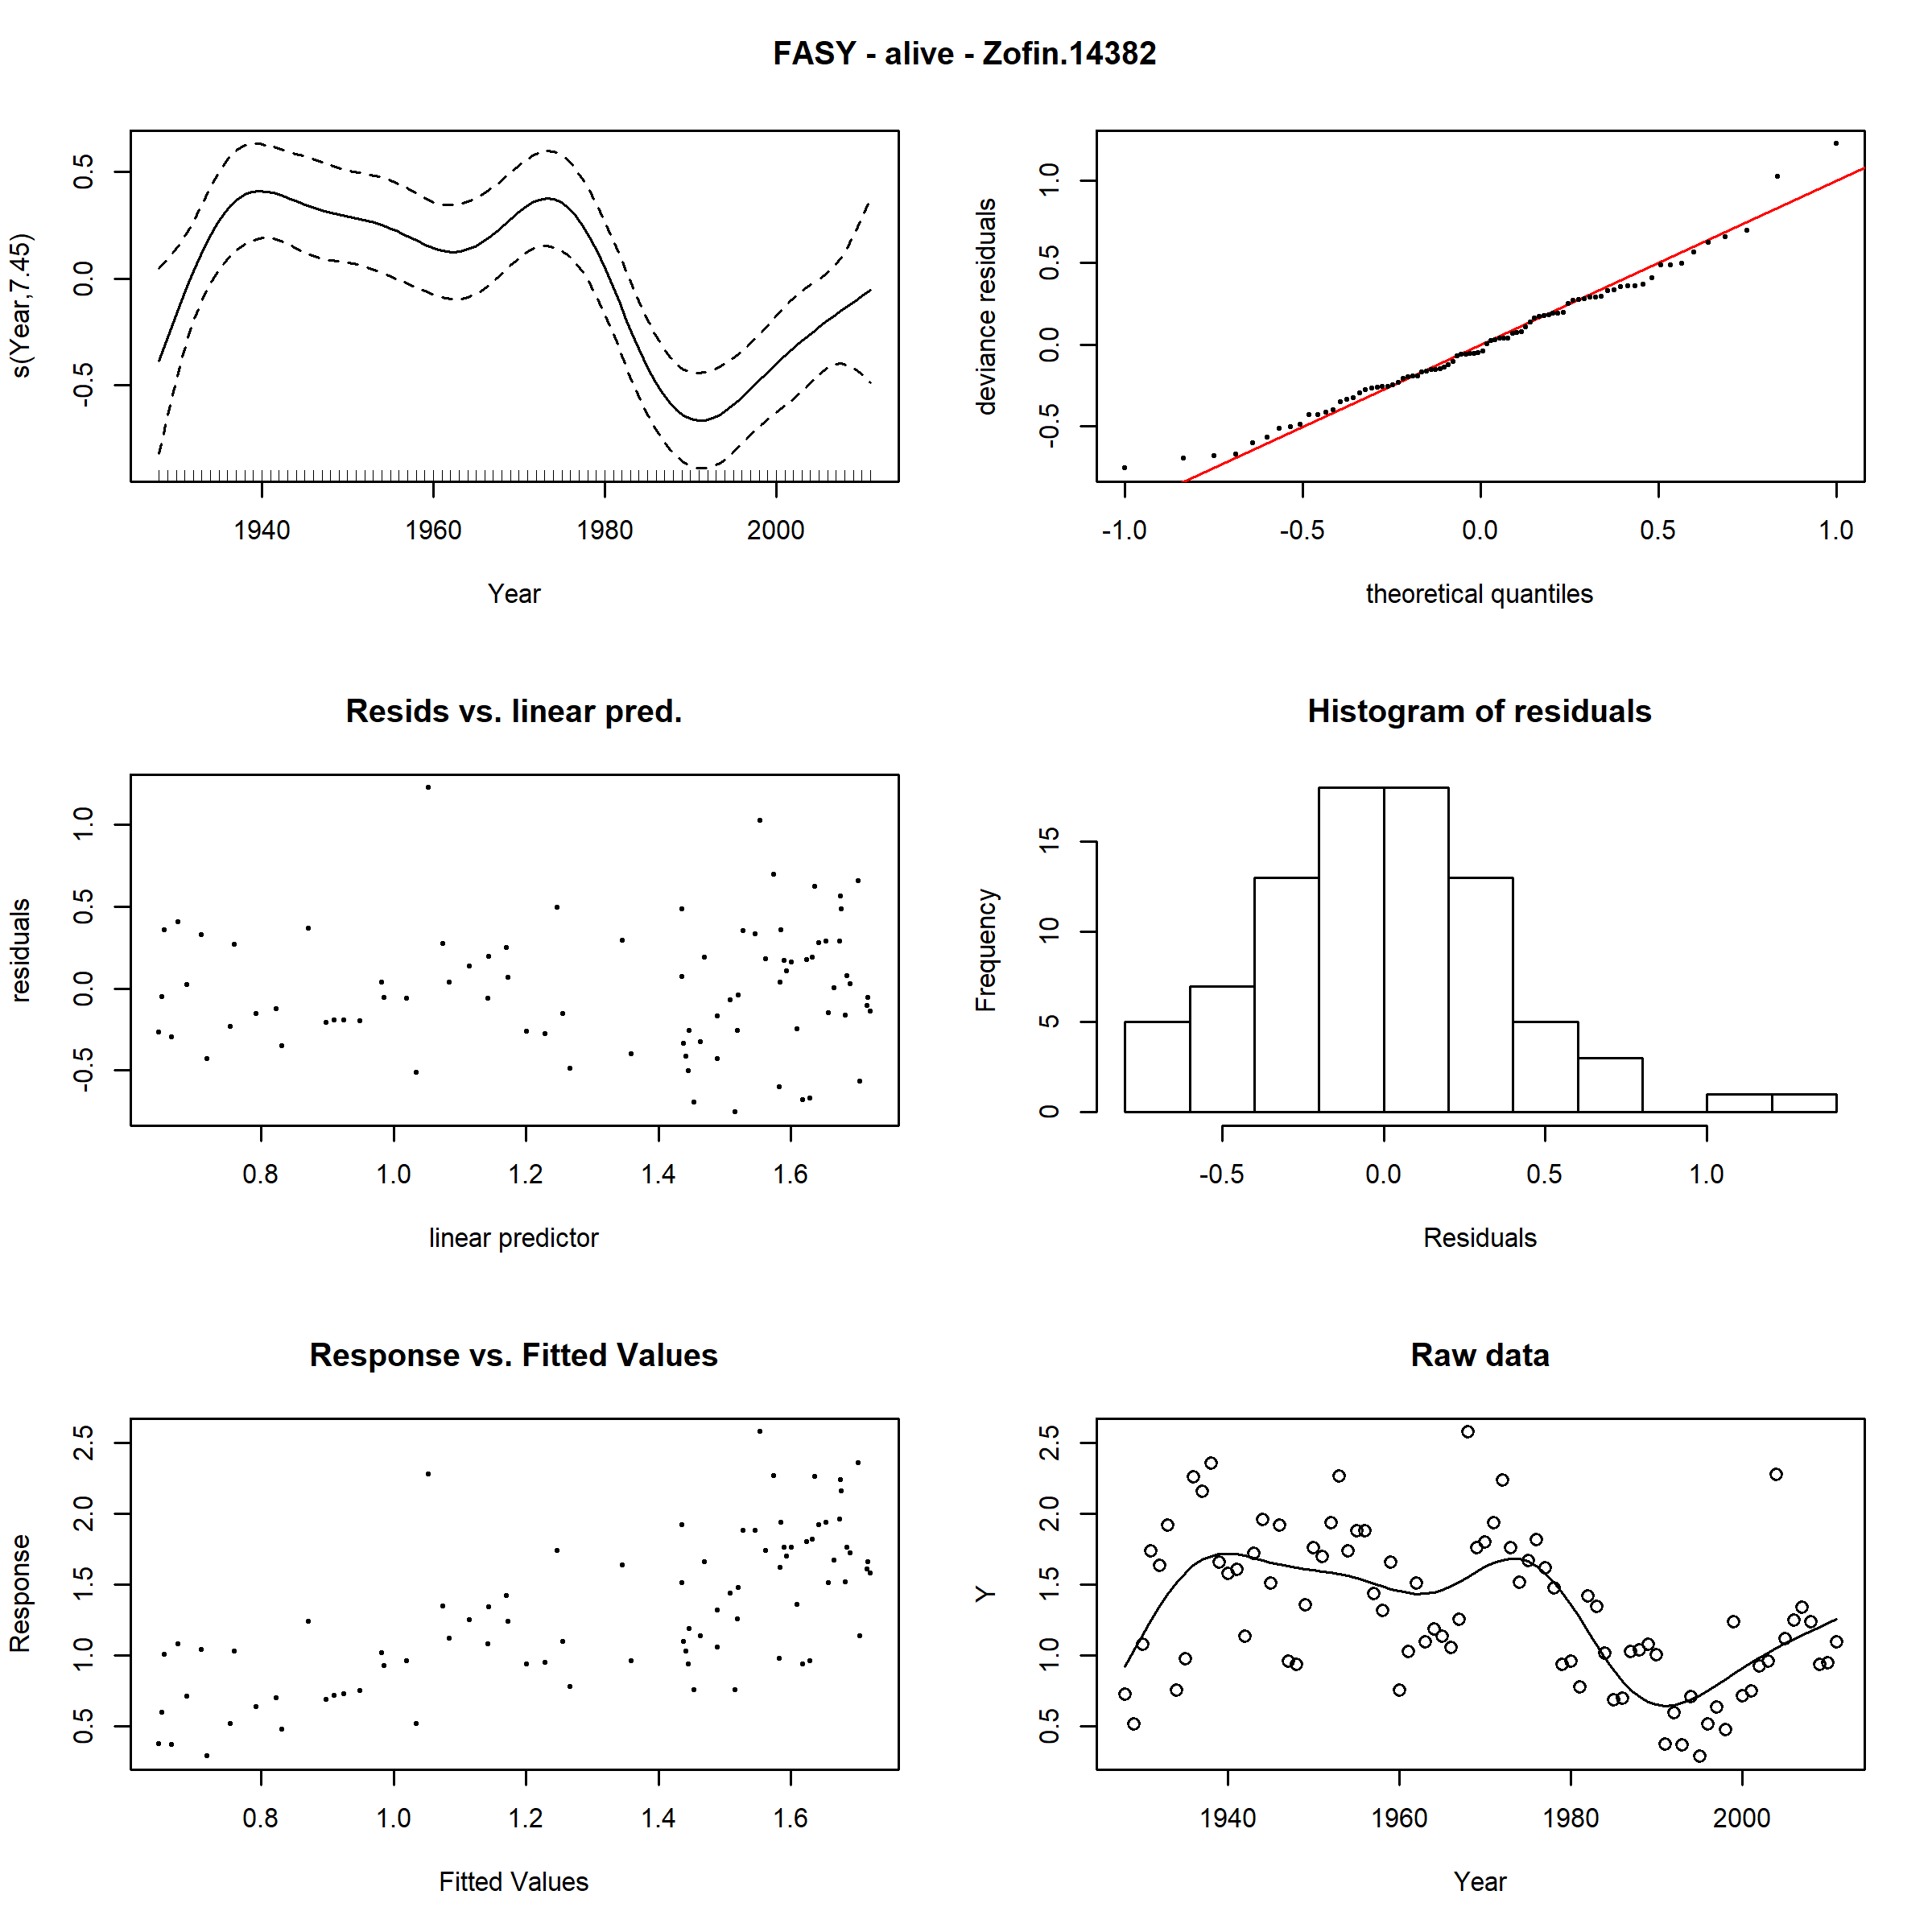 FASY - alive - Zofin.14382
s(Year,7.45)
0.5
0.0
-0.5
1940 1960 1980 2000
Year
deviance residuals
1.0
0.5
0.0
-0.5
-1.0 -0.5 0.0 0.5 1.0
theoretical quantiles
Resids vs. linear pred.
residuals
1.0
0.5
0.0
-0.5
0.8 1.0 1.2 1.4 1.6
linear predictor
Histogram of residuals
Frequency
15
10
5
0
-0.5 0.0 0.5 1.0
Residuals
Response vs. Fitted Values
Response
2.5
2.0
1.5
1.0
0.5
0.8 1.0 1.2 1.4 1.6
Fitted Values
Raw data
Y
2.5
2.0
1.5
1.0
0.5
1940 1960 1980 2000
Year